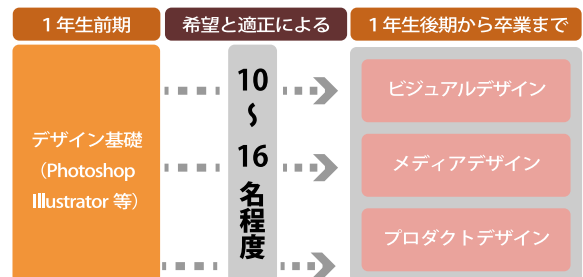 1年生前期
希望と適正による
1年生後期から卒業まで
デザイン基礎
（Photoshop
Illustrator 等）
10
～
16
名程度
ビジュアルデザイン
メディアデザイン
プロダクトデザイン